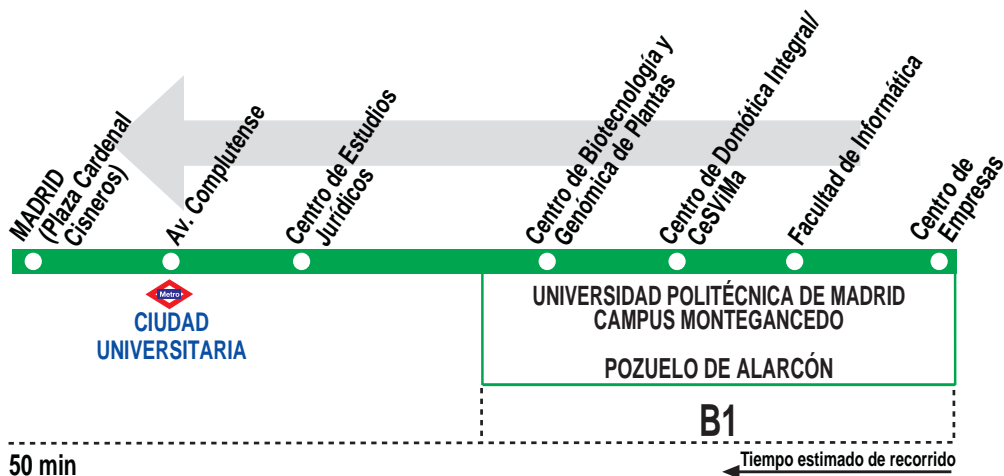 MADRID
(Plaza Cardenal
Cisneros)
Av. Complutense
Centro de Estudios
Jurídicos
Centro de Biotecnología y
Genómica de Plantas
Centro de Domótica Integral/
CeSViMa
Facultad de Informática
Centro de
Empresas
Metro
CIUDAD
UNIVERSITARIA
UNIVERSIDAD POLITÉCNICA DE MADRID
CAMPUS MONTEGANCEDO
POZUELO DE ALARCÓN
B1
50 min
Tiempo estimado de recorrido